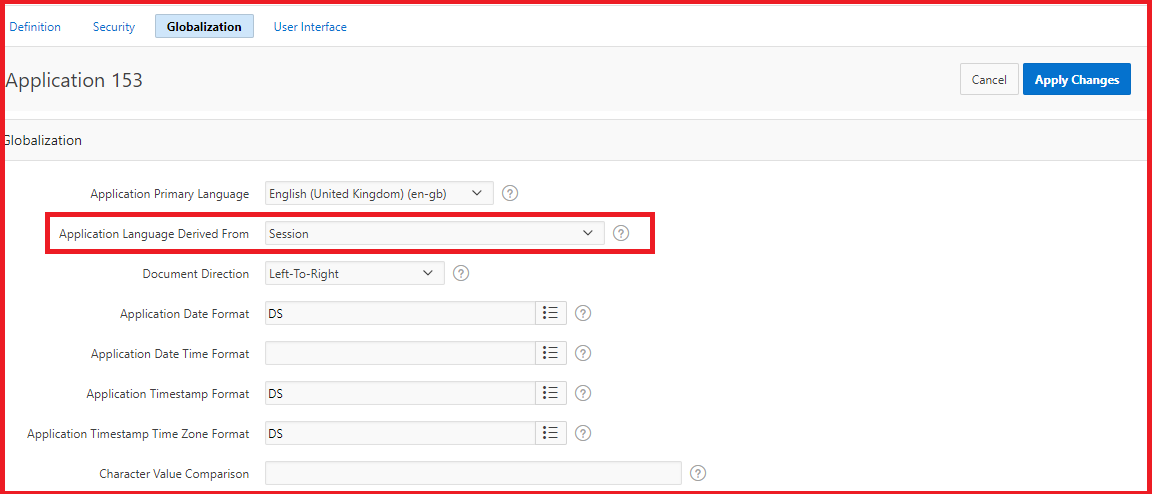 Definition Security Globalization User Interface
Application 153 Cancel Apply Changes
Globalization
Application Primary Language English (United Kingdom) (en-gb) ?
Application Language Derived From Session ?
Document Direction Left-To-Right ?
Application Date Format DS ?
Application Date Time Format ?
Application Timestamp Format DS ?
Application Timestamp Time Zone Format DS ?
Character Value Comparison ?